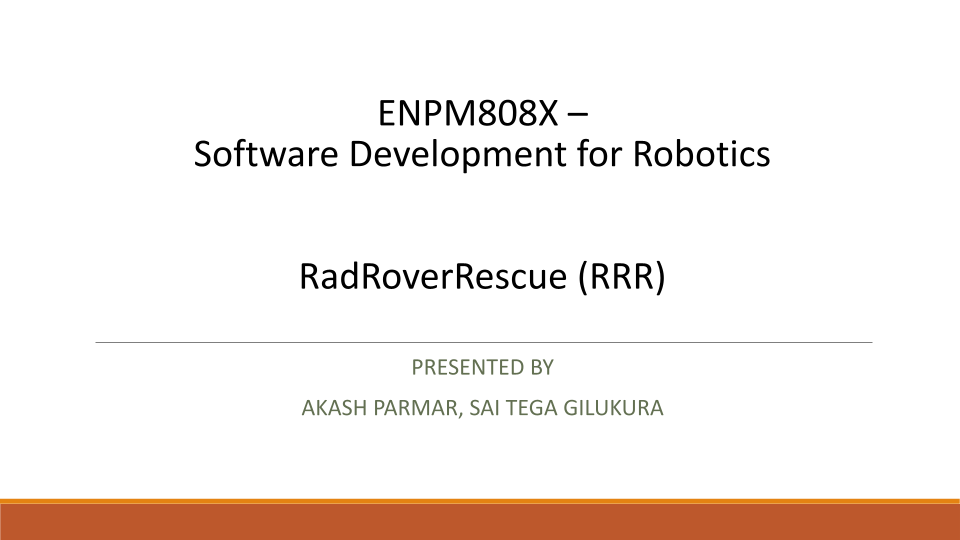 ENPM808X –
Software Development for Robotics
RadRoverRescue (RRR)
PRESENTED BY
AKASH PARMAR, SAI TEGA GILUKURA